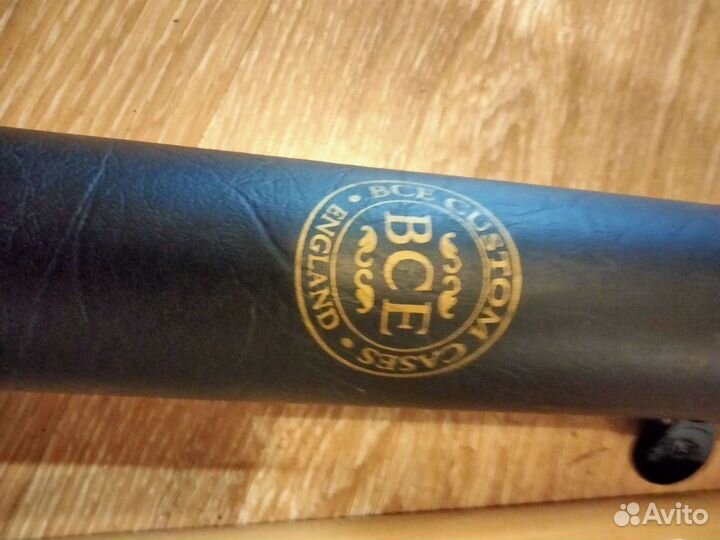 • BCE CUSTOM CASES •
ENGLAND
BCE
Avito